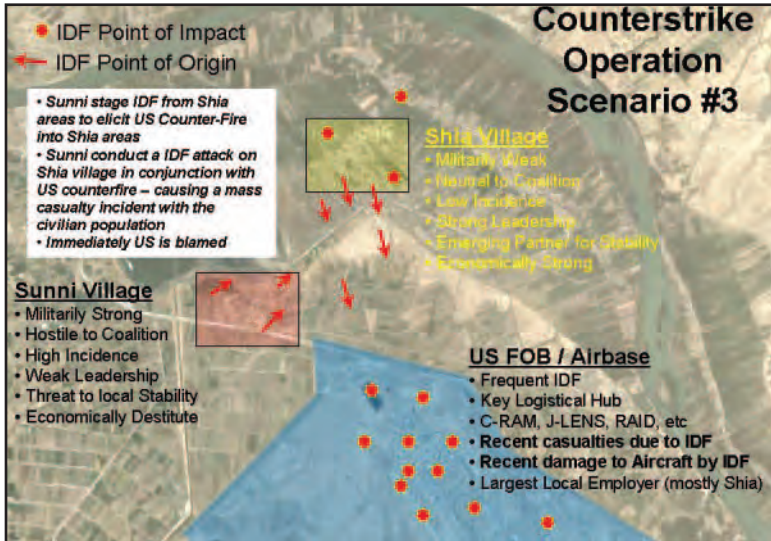 IDF Point of Impact
IDF Point of Origin
Counterstrike
Operation
Scenario #3
• Sunni stage IDF from Shia
areas to elicit US Counter-Fire
into Shia areas
• Sunni conduct a IDF attack on
Shia village in conjunction with
US counterfire – causing a mass
casualty incident with the
civilian population
• Immediately US is blamed
Shia Village
• Militarily Weak
• Neutral to Coalition
• Low Incidence
• Strong Leadership
• Emerging Partner for Stability
• Economically Strong
Sunni Village
• Militarily Strong
• Hostile to Coalition
• High Incidence
• Weak Leadership
• Threat to local Stability
• Economically Destitute
US FOB / Airbase
• Frequent IDF
• Key Logistical Hub
• C-RAM, J-LENS, RAID, etc
• Recent casualties due to IDF
• Recent damage to Aircraft by IDF
• Largest Local Employer (mostly Shia)